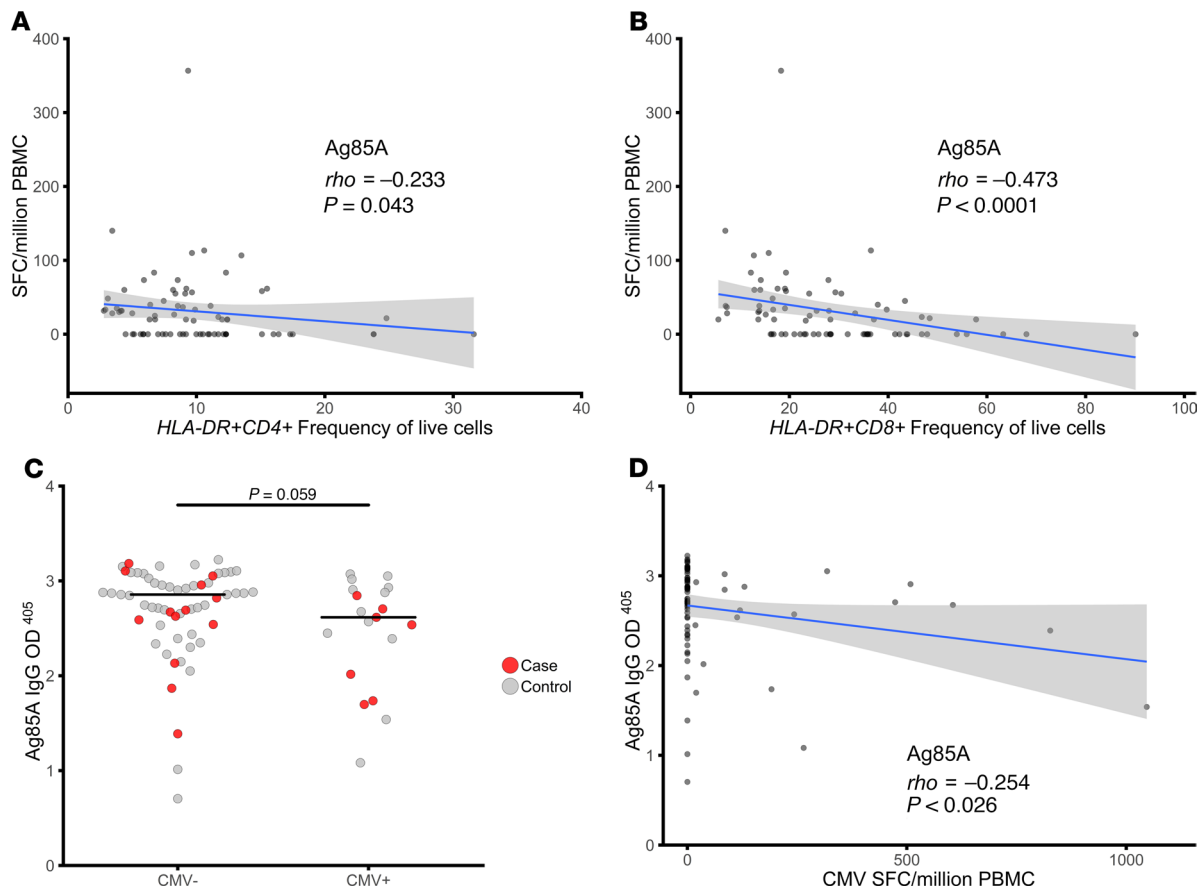 A
400
300
200
100
0
SFC/million PBMC
Ag85A
rho = −0.233
P = 0.043
0 10 20 30 40
HLA-DR+CD4+ Frequency of live cells
B
400
300
200
100
0
SFC/million PBMC
Ag85A
rho = −0.473
P < 0.0001
0 20 40 60 80 100
HLA-DR+CD8+ Frequency of live cells
C
4
3
2
1
0
Ag85A IgG OD 405
P = 0.059
Case
Control
CMV- CMV+
D
4
3
2
1
0
Ag85A IgG OD 405
Ag85A
rho = −0.254
P < 0.026
0 500 1000
CMV SFC/million PBMC